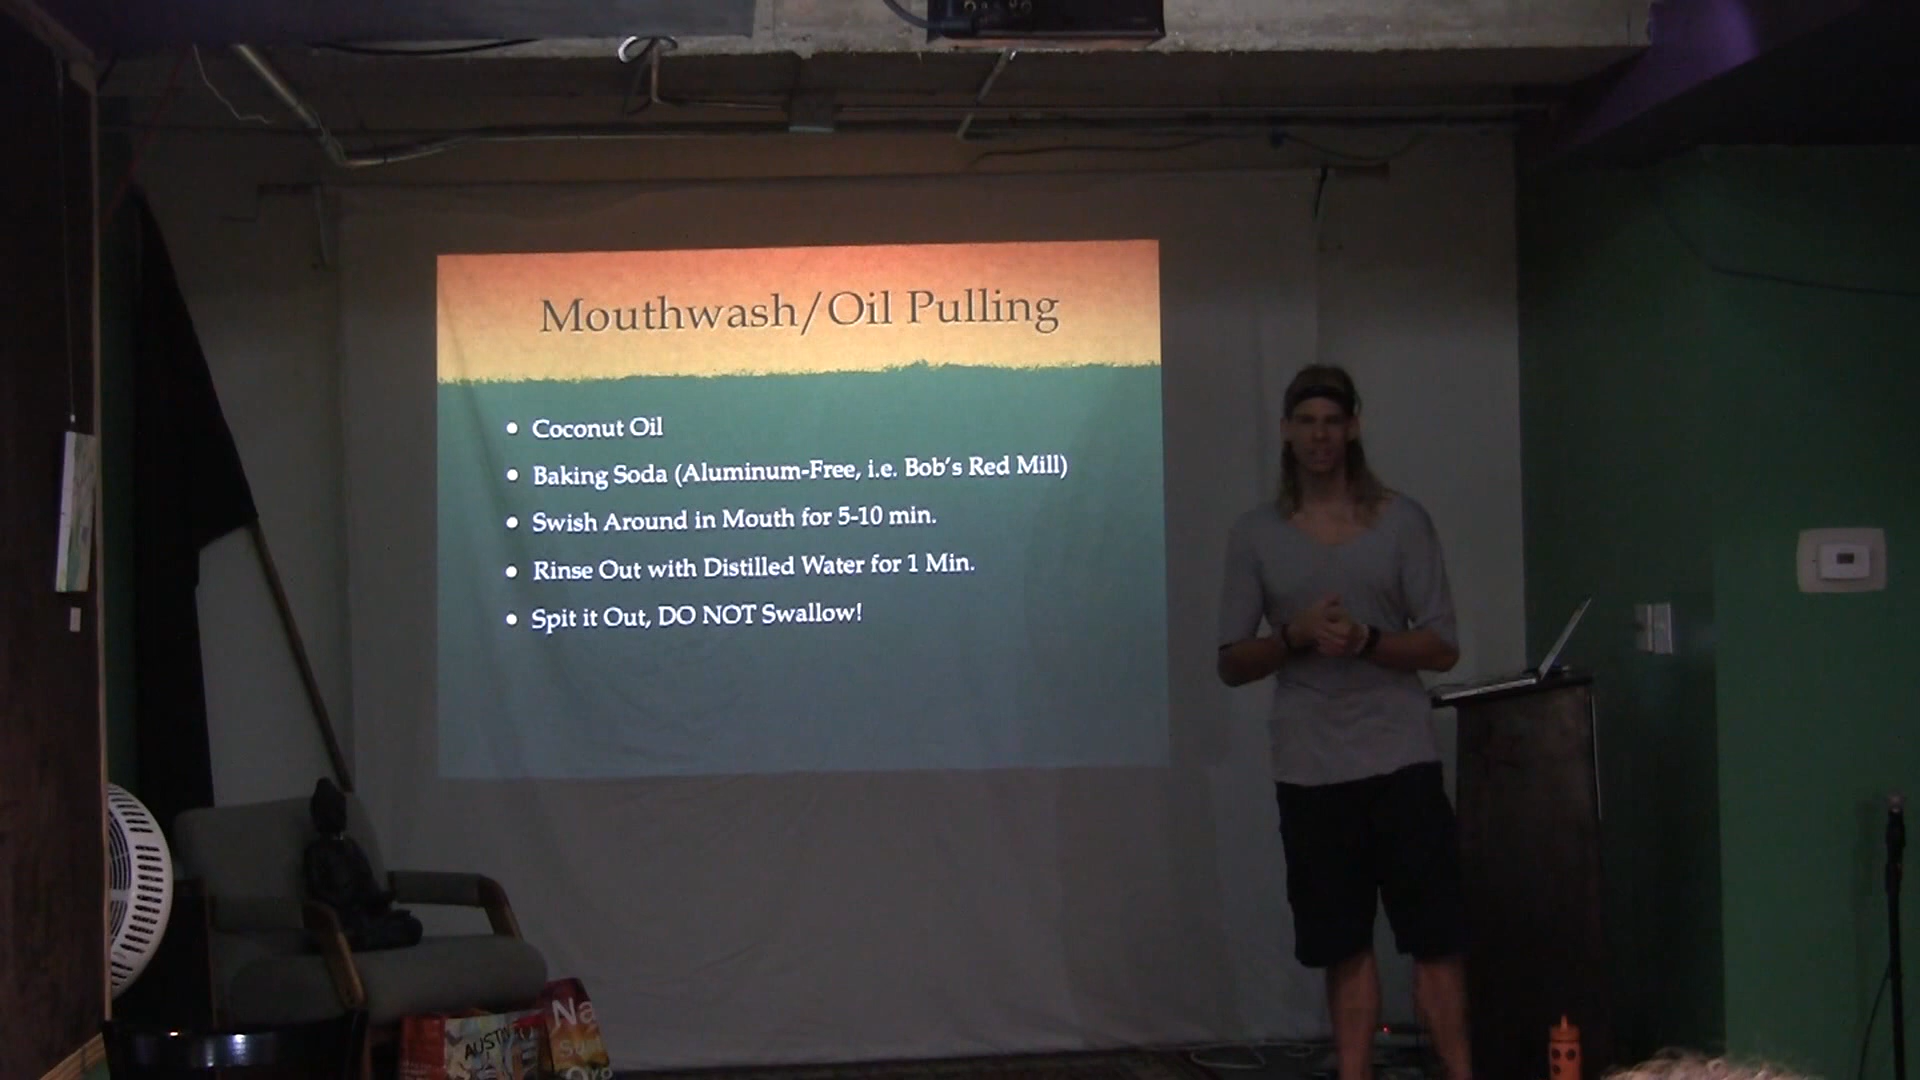 Mouthwash/Oil Pulling
• Coconut Oil
• Baking Soda (Aluminum-Free, i.e. Bob's Red Mill)
• Swish Around in Mouth for 5-10 min.
• Rinse Out with Distilled Water for 1 Min.
• Spit it Out, DO NOT Swallow!
Na